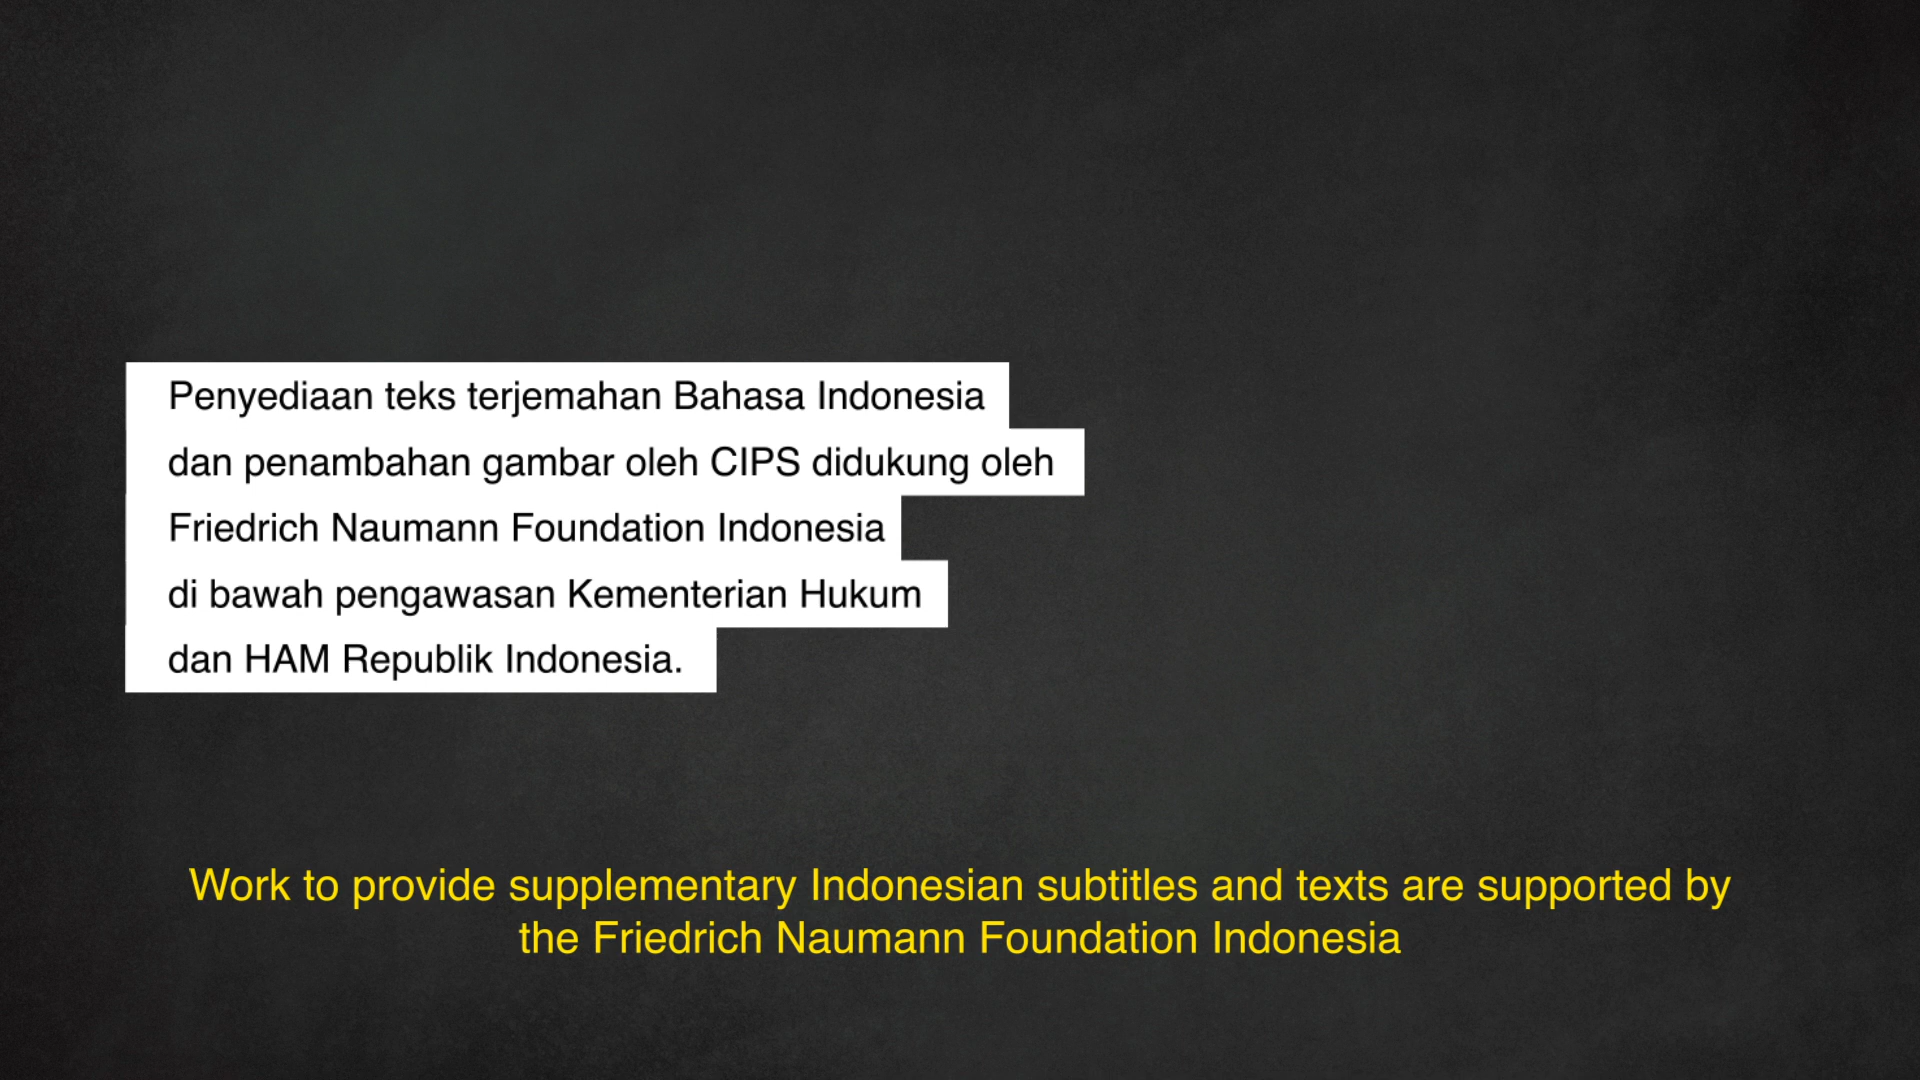 Penyediaan teks terjemahan Bahasa Indonesia
dan penambahan gambar oleh CIPS didukung oleh
Friedrich Naumann Foundation Indonesia
di bawah pengawasan Kementerian Hukum
dan HAM Republik Indonesia.
Work to provide supplementary Indonesian subtitles and texts are supported by
the Friedrich Naumann Foundation Indonesia